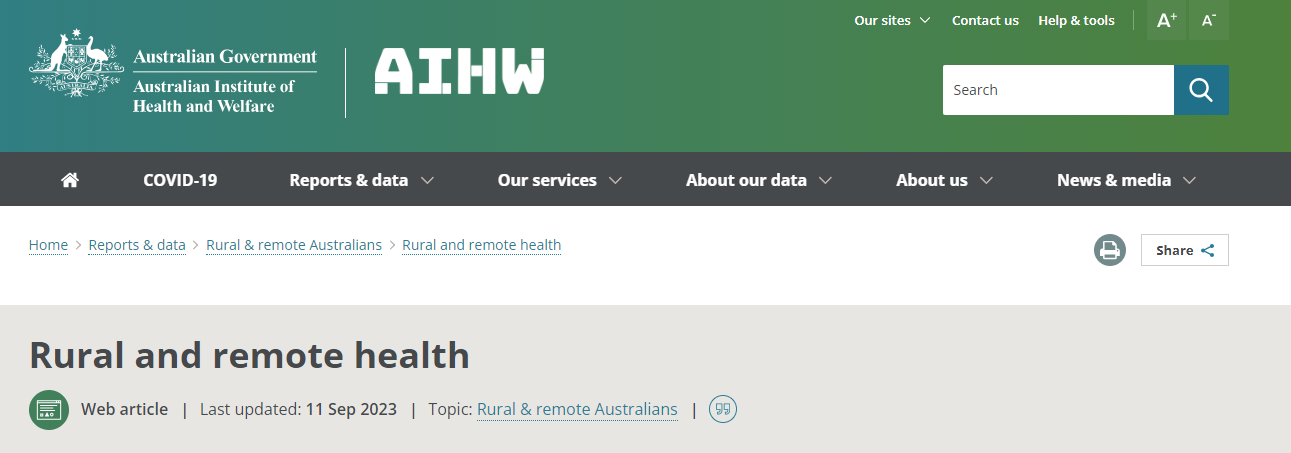 Our sites Contact us Help & tools A+ A-
Australian Government
Australian Institute of
Health and Welfare
AIHW
Search
COVID-19 Reports & data Our services About our data About us News & media
Home > Reports & data > Rural & remote Australians > Rural and remote health
Share
Rural and remote health
Web article | Last updated: 11 Sep 2023 | Topic: Rural & remote Australians |